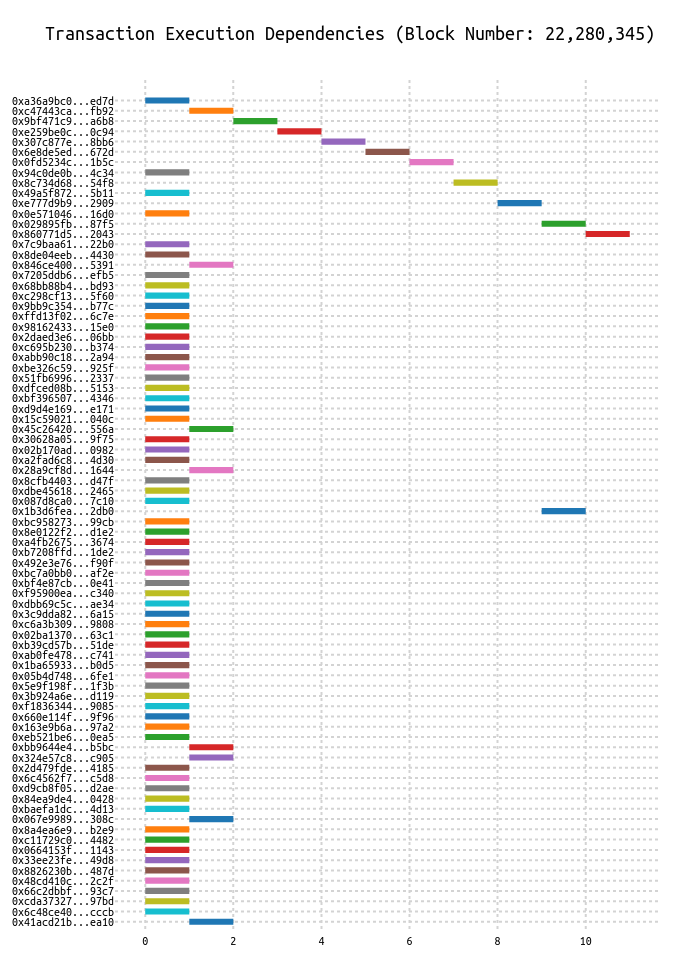 Transaction Execution Dependencies (Block Number: 22,280,345)
0xa36a9bc0...ed7d
0xc47443ca...fb92
0x9bf471c9...a6b8
0xe259be0c...0c94
0x307c877e...8bb6
0x6e8de5ed...672d
0x0fd5234c...1b5c
0x94c0de0b...4c34
0x8c734d68...54f8
0x49a5f872...5b11
0xe777d9b9...2909
0x0e571046...16d0
0x029895fb...87f5
0x860771d5...2043
0x7c9baa61...22b0
0x8de04eeb...4430
0x846ce400...5391
0x7205ddb6...efb5
0x68bb88b4...bd93
0xc298cf13...5f60
0x9bb9c354...b77c
0xffd13f02...6c7e
0x98162433...15e0
0x2daed3e6...06bb
0xc695b230...b374
0xabb90c18...2a94
0xbe326c59...925f
0x51fb6996...2337
0xdfced08b...5153
0xbf396507...4346
0xd9d4e169...e171
0x15c59021...040c
0x45c26420...556a
0x30628a05...9f75
0x02b170ad...0982
0xa2fad6c8...4d30
0x28a9cf8d...1644
0x8cfb4403...d47f
0xdbe45618...2465
0x087d8ca0...7c10
0x1b3d6fea...2db0
0xbc958273...99cb
0x8e0122f2...d1e2
0xa4fb2675...3674
0xb7208ffd...1de2
0x492e3e76...f90f
0xbc7a0bb0...af2e
0xbf4e87cb...0e41
0xf95900ea...c340
0xdbb69c5c...ae34
0x3c9dda82...6a15
0xc6a3b309...9808
0x02ba1370...63c1
0xb39cd57b...51de
0xab0fe478...c741
0x1ba65933...b0d5
0x05b4d748...6fe1
0x5e9f198f...1f3b
0x3b924a6e...d119
0xf1836344...9085
0x660e114f...9f96
0x163e9b6a...97a2
0xeb521be6...0ea5
0xbb9644e4...b5bc
0x324e57c8...c905
0x2d479fde...4185
0x6c4562f7...c5d8
0xd9cb8f05...d2ae
0x84ea9de4...0428
0xbaefa1dc...4d13
0x067e9989...308c
0x8a4ea6e9...b2e9
0xc11729c0...4482
0x0664153f...1143
0x33ee23fe...49d8
0x8826230b...487d
0x48cd410c...2c2f
0x66c2dbbf...93c7
0xcda37327...97bd
0x6c48ce40...cccb
0x41acd21b...ea10
0 2 4 6 8 10